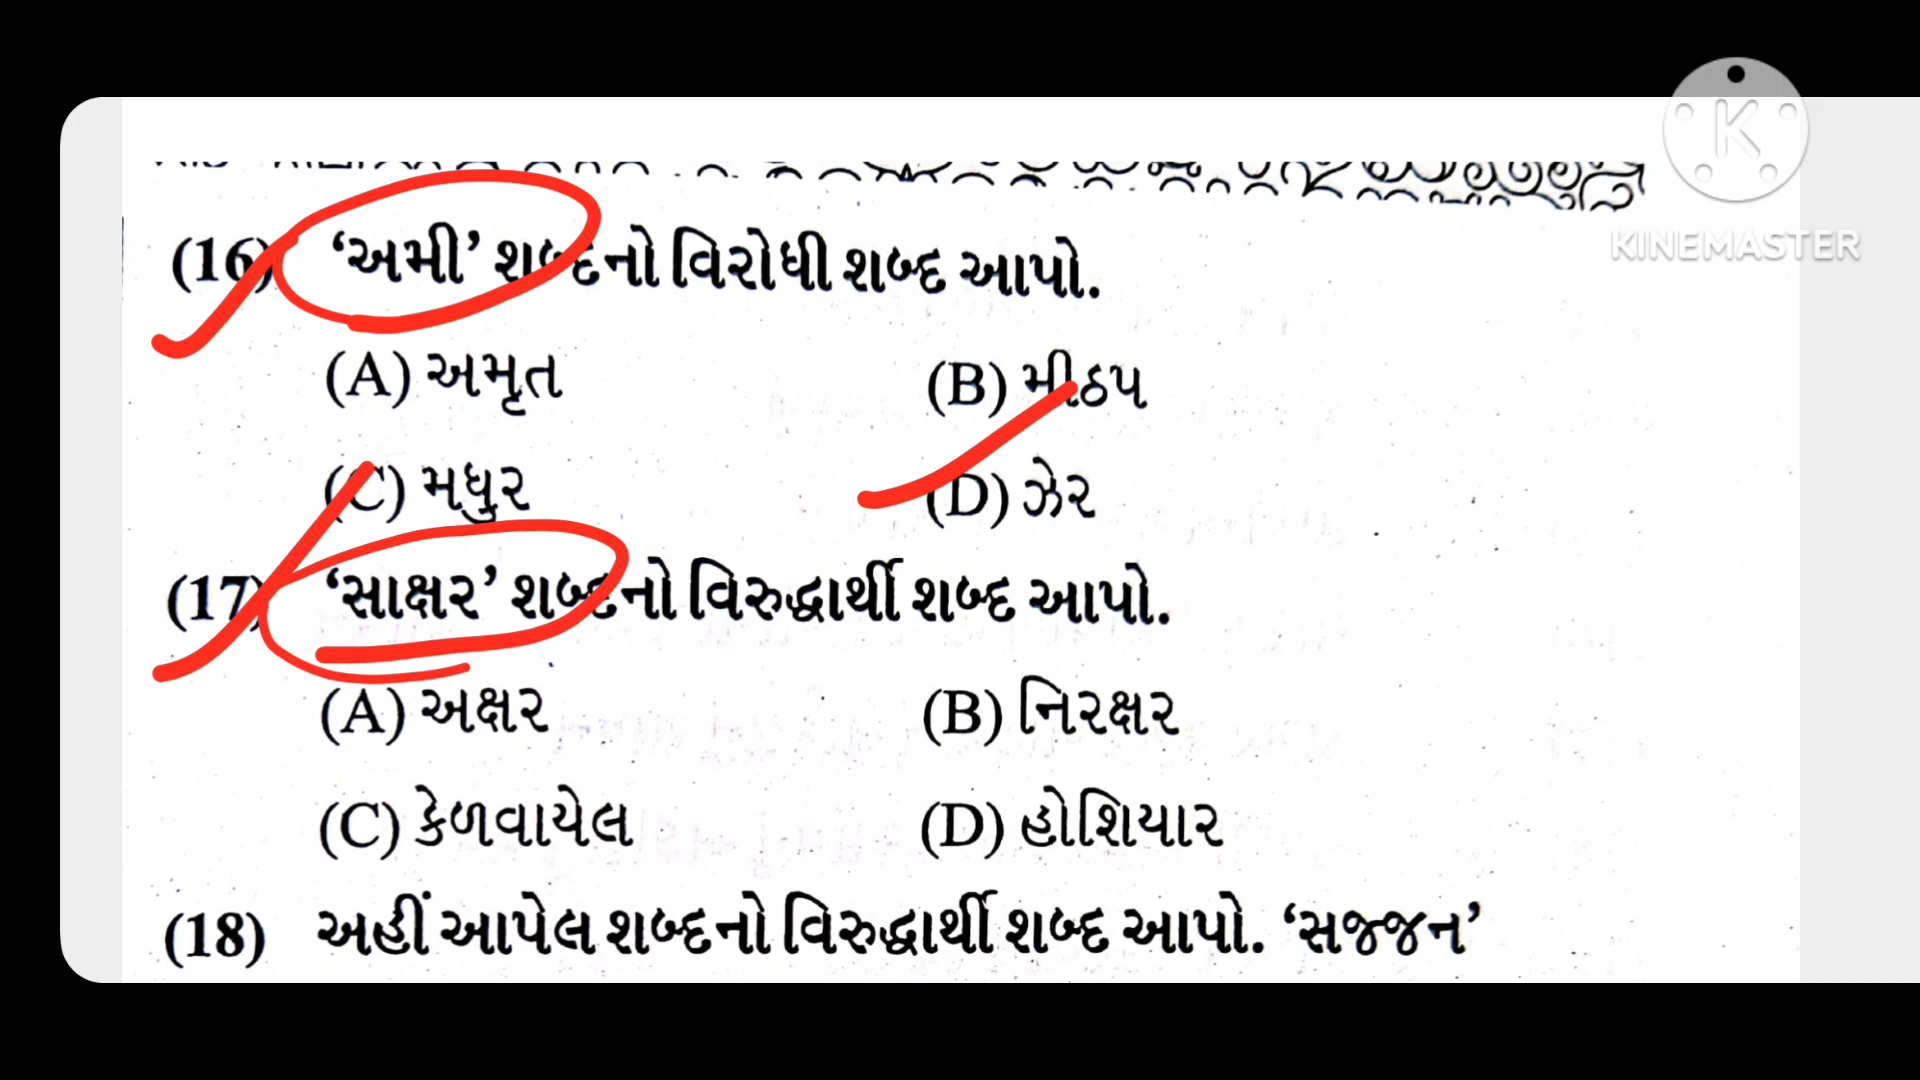 K
KINEMASTER
(16) ‘અમી’ શબ્દનો વિરોધી શબ્દ આપો.
(A) અમૃત (B) મીઠપ
(C) મધુર (D) ઝેર
(17) ‘સાક્ષર’ શબ્દનો વિરુદ્ધાર્થી શબ્દ આપો.
(A) અક્ષર (B) નિરક્ષર
(C) કેળવાયેલ (D) હોશિયાર
(18) અહીં આપેલ શબ્દનો વિરુદ્ધાર્થી શબ્દ આપો. ‘સજ્જન’